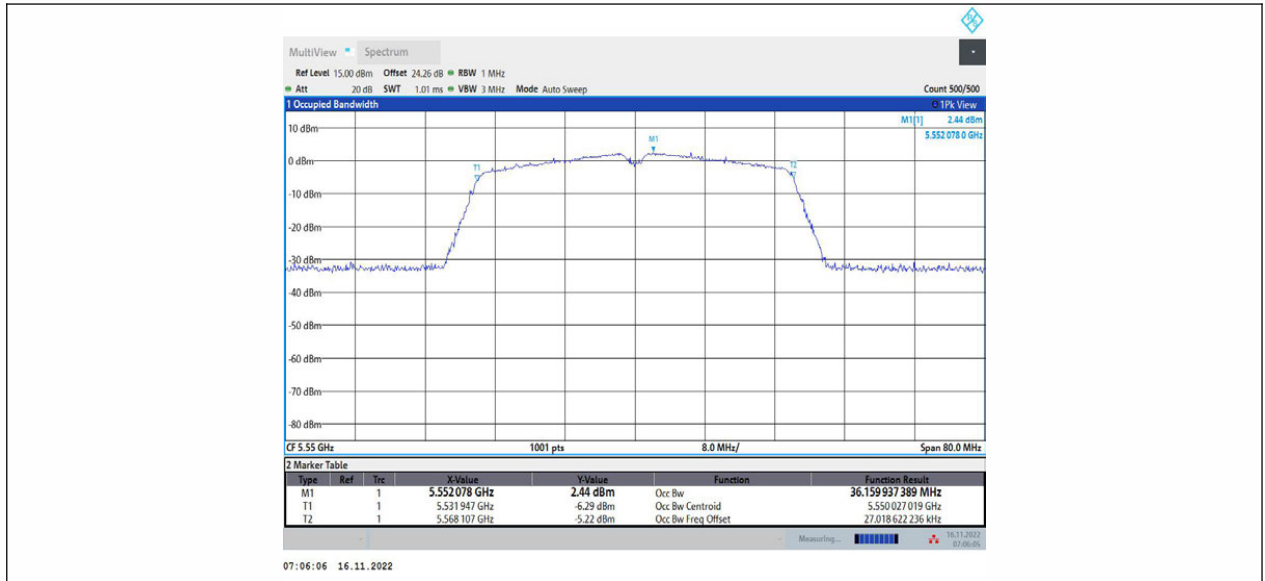 MultiView Spectrum
Ref Level 15.00 dBm Offset 24.26 dB RBW 1 MHz
Att 20 dB SWT 1.01 ms VBW 3 MHz Mode Auto Sweep Count 500/500
1 Occupied Bandwidth 1Pk View
M1[1] 2.44 dBm
5.552 078 0 GHz
10 dBm
M1
0 dBm
T1 T2
-10 dBm
-20 dBm
-30 dBm
-40 dBm
-50 dBm
-60 dBm
-70 dBm
-80 dBm
CF 5.55 GHz 1001 pts 8.0 MHz/ Span 80.0 MHz
2 Marker Table
Type Ref Trc X-Value Y-Value Function Function Result
M1 1 5.552 078 GHz 2.44 dBm Occ Bw 36.159 937 389 MHz
T1 1 5.531 947 GHz -6.29 dBm Occ Bw Centroid 5.550 027 019 GHz
T2 1 5.568 107 GHz -5.22 dBm Occ Bw Freq Offset 27.018 622 236 kHz
Measuring... 16.11.2022
07:06:05
07:06:06 16.11.2022